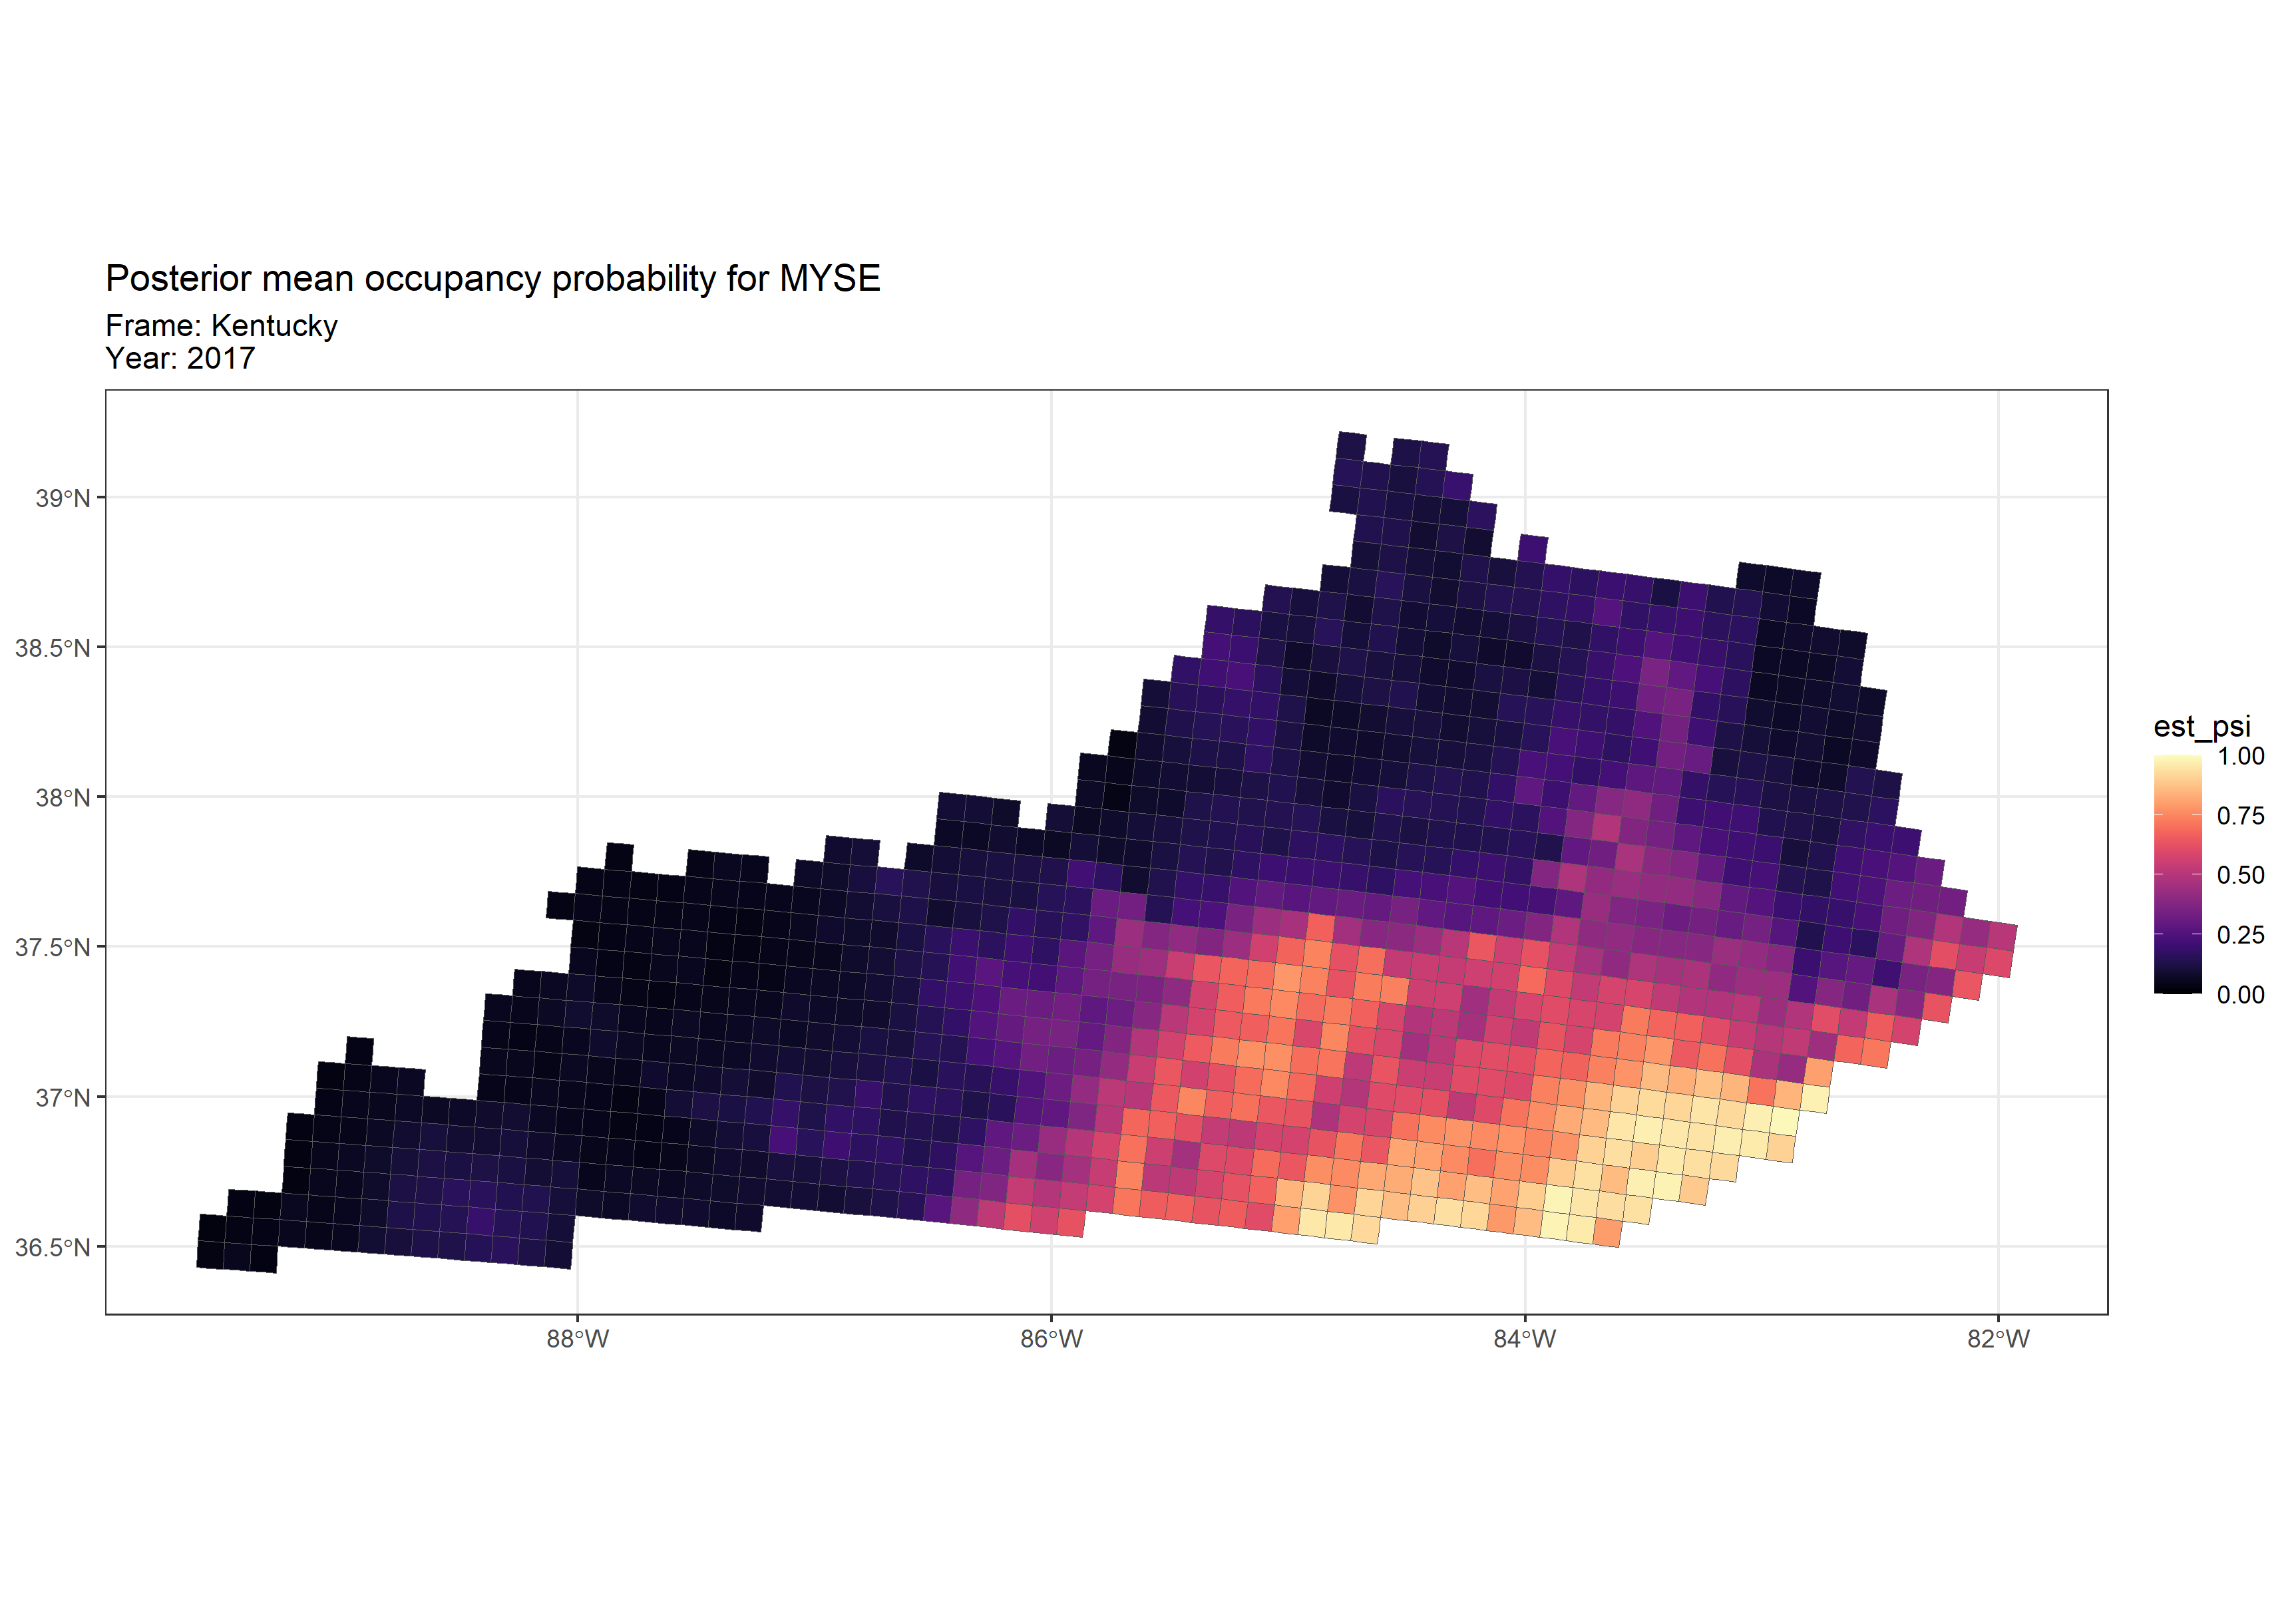 Posterior mean occupancy probability for MYSE
Frame: Kentucky
Year: 2017
39°N
38.5°N
38°N
37.5°N
37°N
36.5°N
88°W
86°W
84°W
82°W
est_psi
1.00
0.75
0.50
0.25
0.00